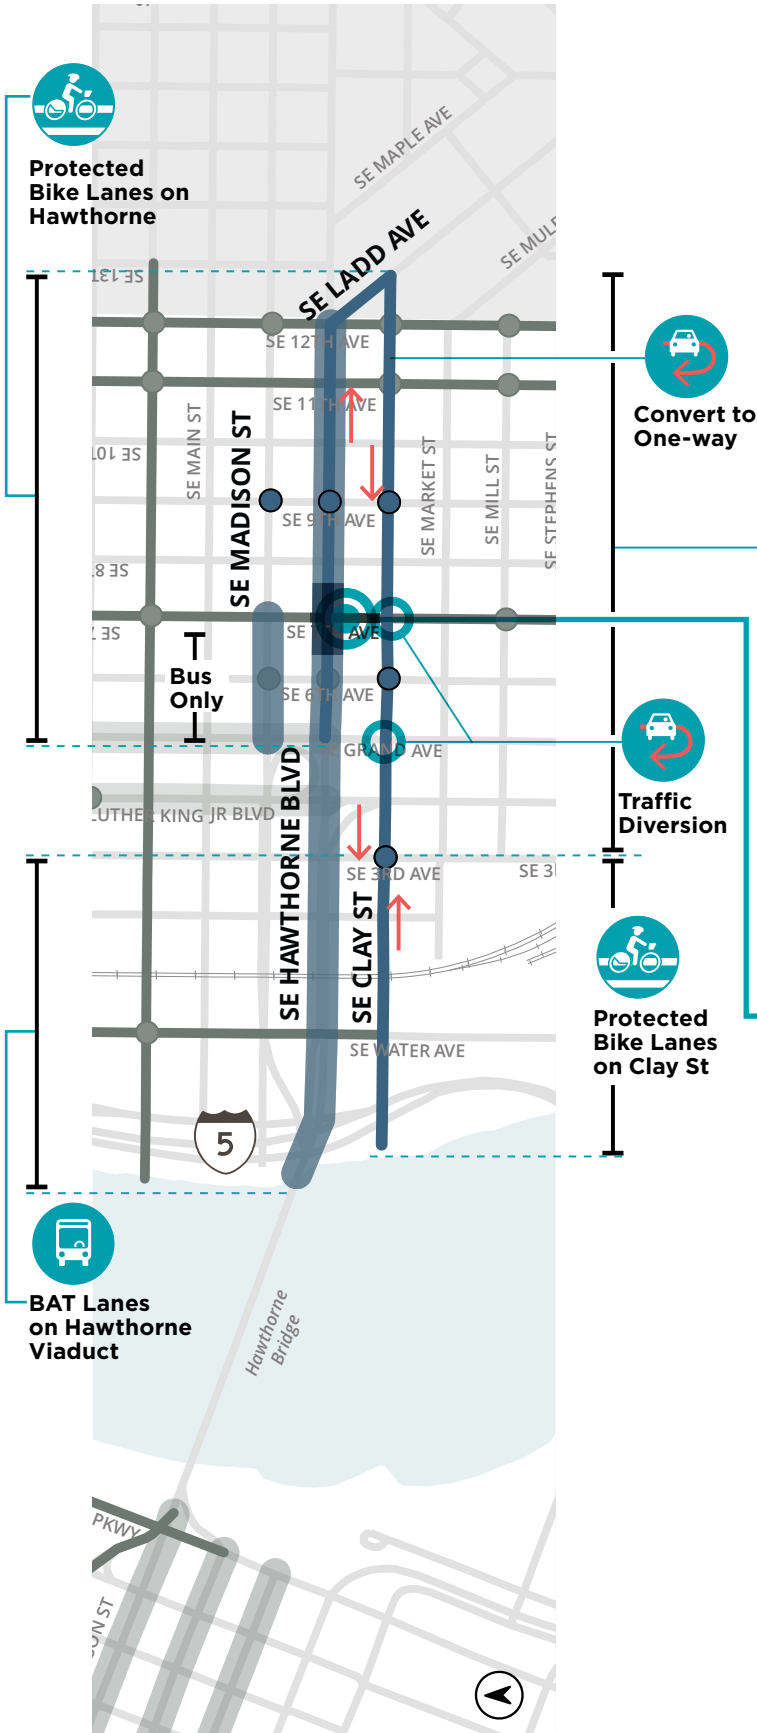 Protected
Bike Lanes on
Hawthorne
SE MAPLE AVE
SE LADD AVE
SE 12TH AVE
SE 11TH AVE
Convert to
One-way
SE MAIN ST
SE MADISON ST
SE MARKET ST
SE MILL ST
SE STEPHENS ST
SE 9TH AVE
SE
AVE
Bus
Only
SE 6TH AVE
GRAND AVE
LUTHER KING JR BLVD
Traffic
Diversion
SE HAWTHORNE BLVD
SE 3RD AVE
SE CLAY ST
Protected
Bike Lanes
on Clay St
SE WATER AVE
5
BAT Lanes
on Hawthorne
Viaduct
Hawthorne
Bridge
PKWY